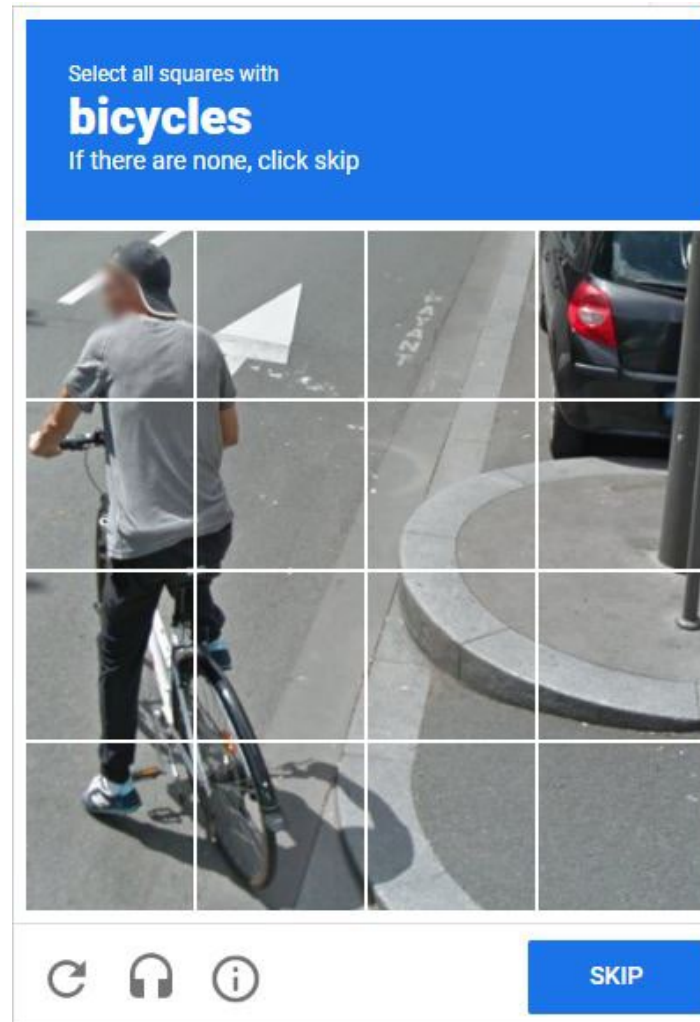 Select all squares with
bicycles
If there are none, click skip
SKIP